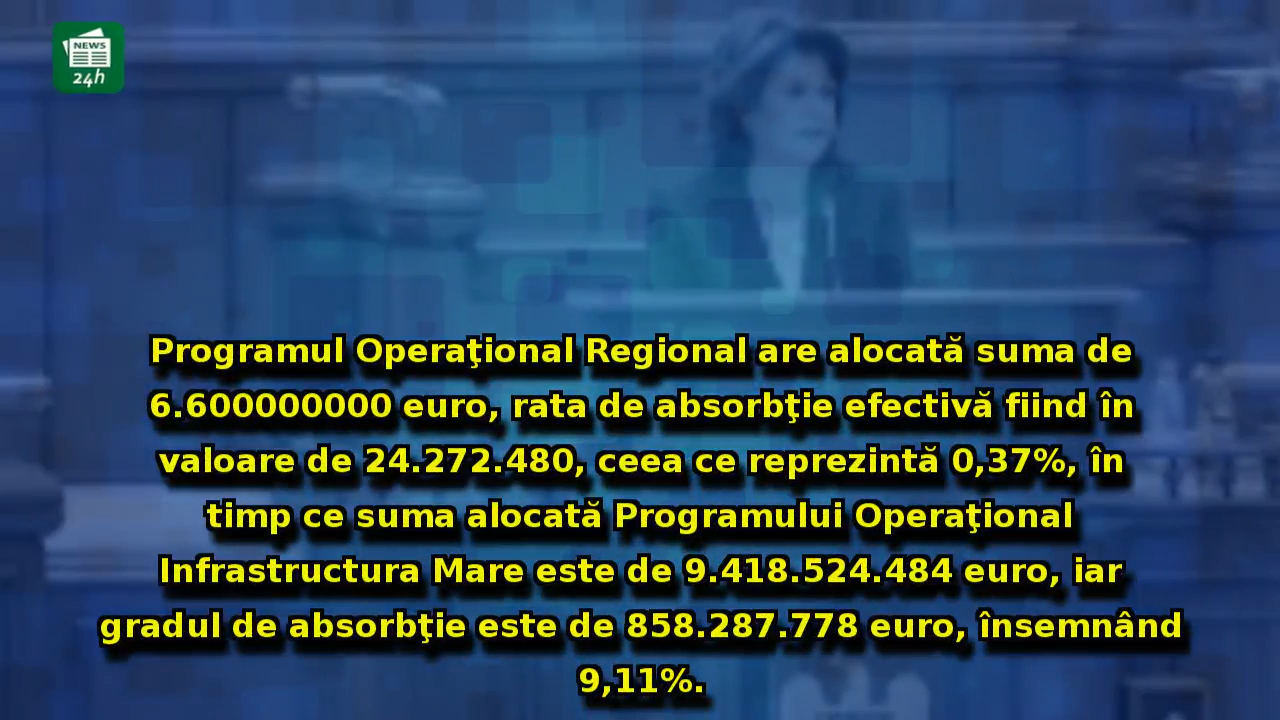 NEWS
24h
Programul Operaţional Regional are alocată suma de
6.600000000 euro, rata de absorbţie efectivă fiind în
valoare de 24.272.480, ceea ce reprezintă 0,37%, în
timp ce suma alocată Programului Operaţional
Infrastructura Mare este de 9.418.524.484 euro, iar
gradul de absorbţie este de 858.287.778 euro, însemnând
9,11%.